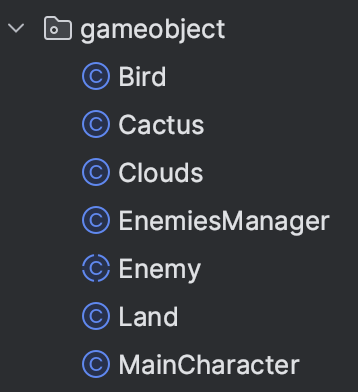 gameobject
Bird
Cactus
Clouds
EnemiesManager
Enemy
Land
MainCharacter